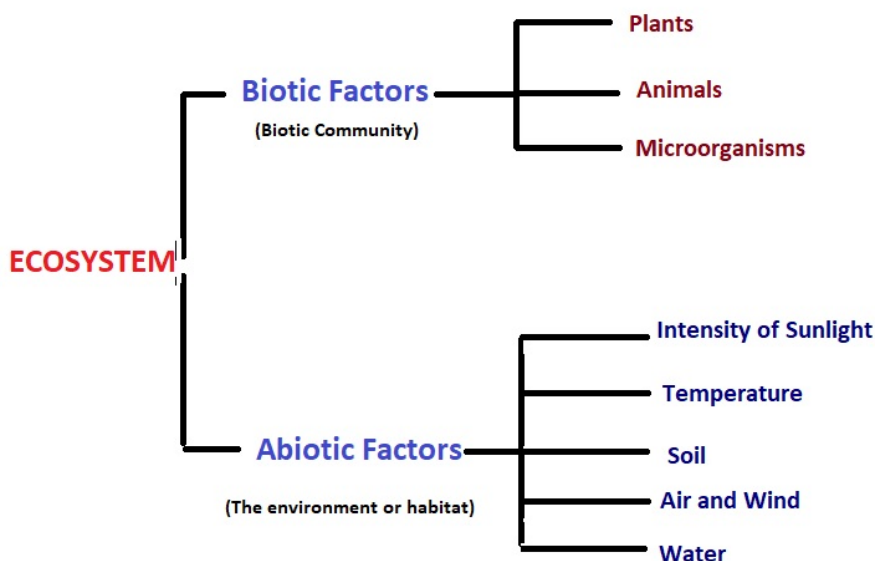 Plants
Biotic Factors
(Biotic Community)
Animals
Microorganisms
ECOSYSTEM
Intensity of Sunlight
Temperature
Abiotic Factors
(The environment or habitat)
Soil
Air and Wind
Water